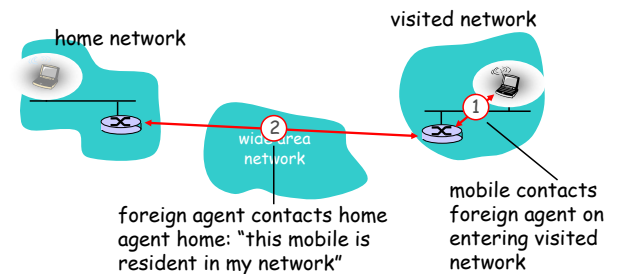 visited network
home network
1
2
wide area
network
mobile contacts
foreign agent on
entering visited
network
foreign agent contacts home
agent home: “this mobile is
resident in my network”